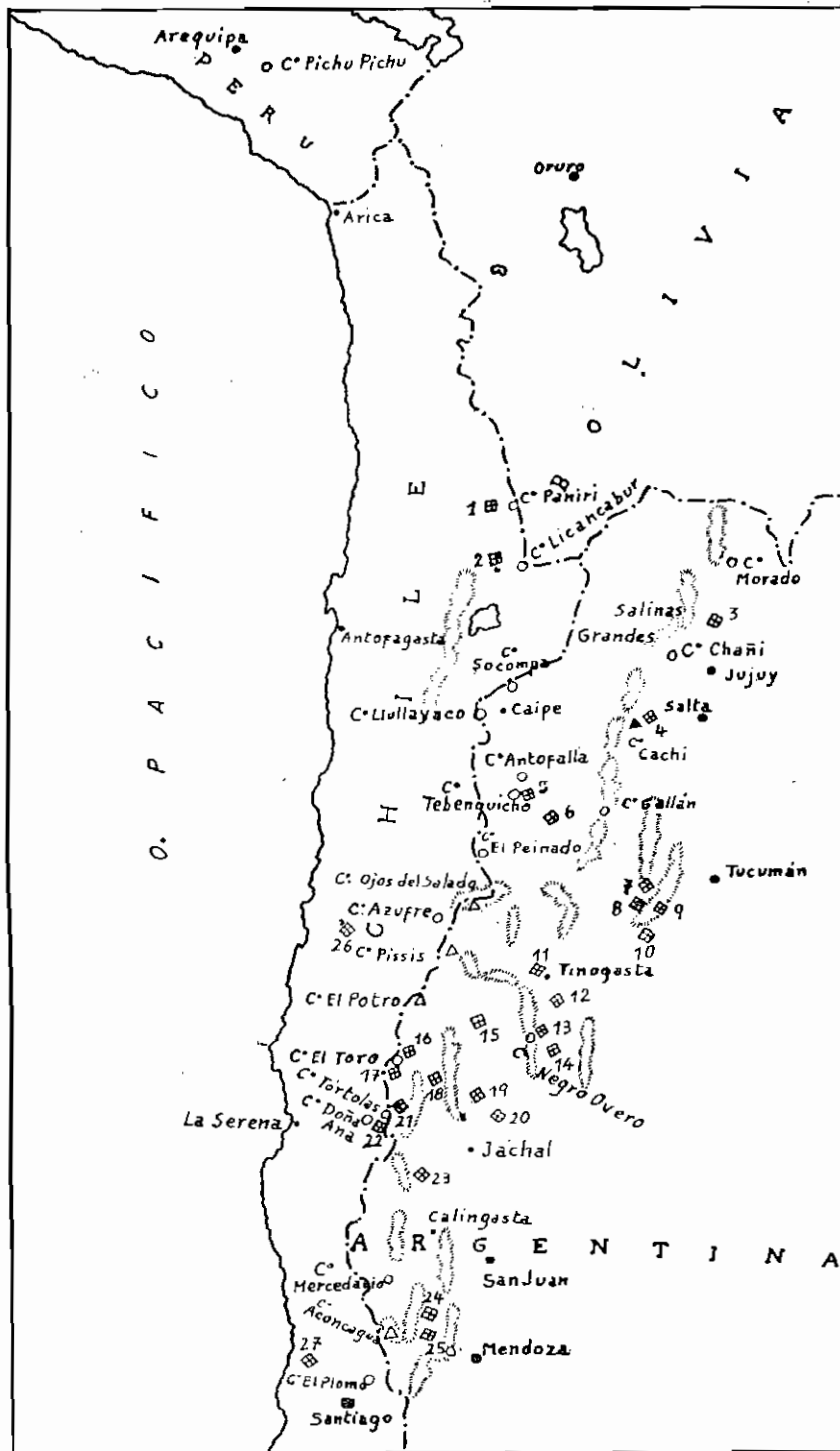 Arequipa
C° Pichu Pichu
PERU
Oruro
BOLIVIA
Arica
O. PACIFICO
CHILE
1
C° Paniri
2
C° Licancabur
C° Morado
3
Salinas Grandes
Antofagasta
C° Chañi
Jujuy
C° Socompa
C° Llullayaco
Caipe
Salta
4
C° Cachi
C° Antofalla
C° Tebenquicho
5
6
C° Gallán
C° El Peinado
C° Ojos del Salado
Tucumán
7
8
9
C° Azufre
26
10
C° Pissis
11
Tinogasta
12
C° El Potro
15
13
16
14
C° El Toro
17
18
19
Negro Overo
C° Tórtolas
20
C° Doña Ana
21
La Serena
22
Jachal
23
Calingasta
ARGENTINA
C° Mercedario
San Juan
24
C° Aconcagua
25
Mendoza
27
C° El Plomo
Santiago